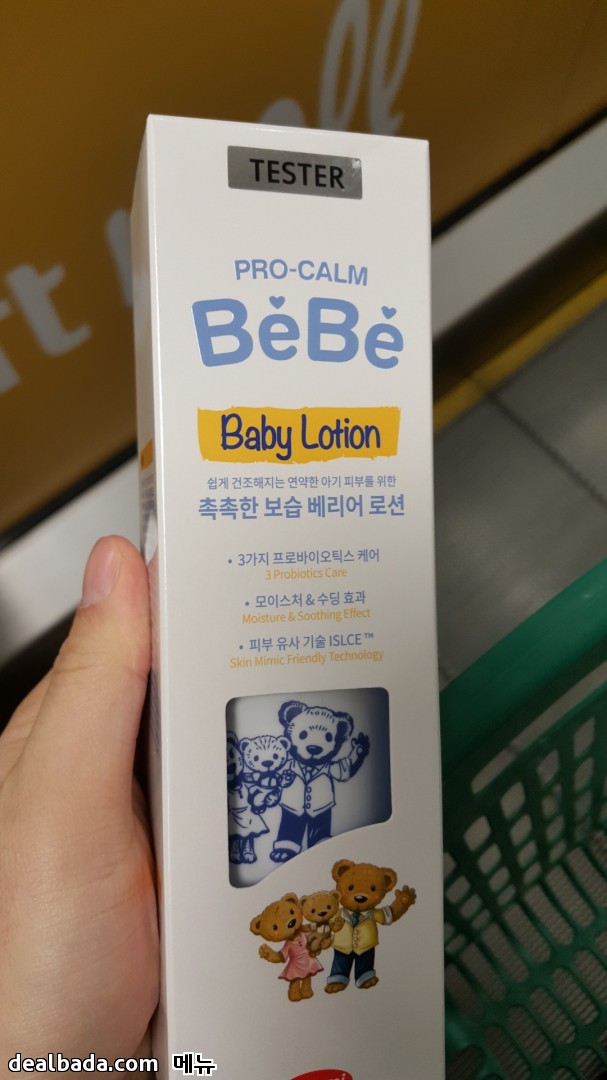 TESTER
PRO-CALM
BeBe
Baby Lotion
쉽게 건조해지는 연약한 아기 피부를 위한
촉촉한 보습 베리어 로션
• 3가지 프로바이오틱스 케어
3 Probiotics Care
• 모이스처 & 수딩 효과
Moisture & Soothing Effect
• 피부 유사 기술 ISLCE ™
Skin Mimic Friendly Technology
dealbada.com 메뉴